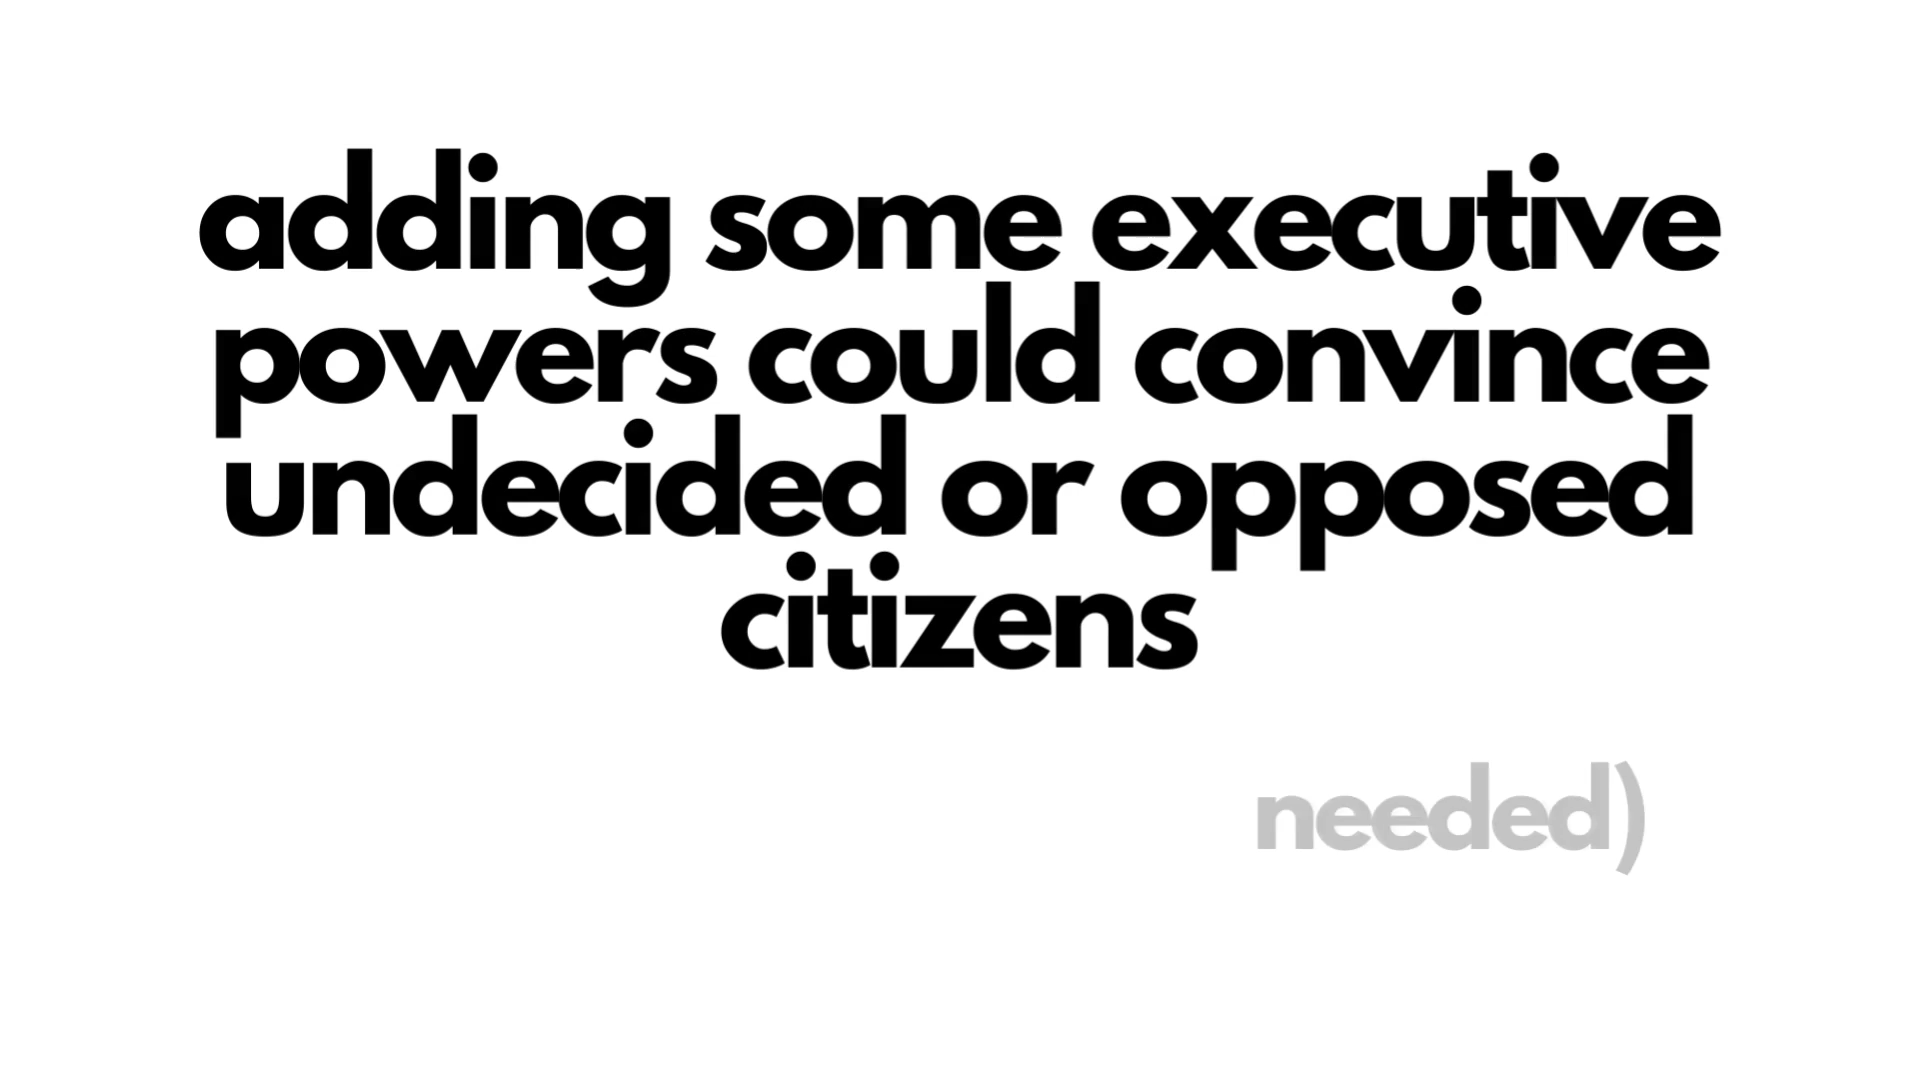 adding some executive
powers could convince
undecided or opposed
citizens
needed)